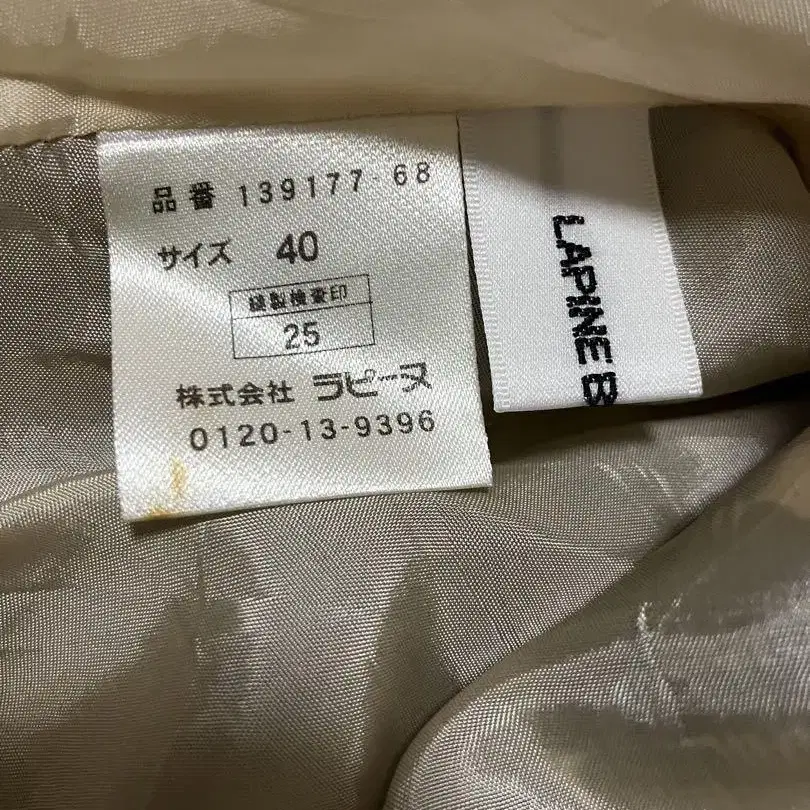 品番 139177-68
サイズ 40
縫製検査印
25
株式会社 ラピーヌ
0120-13-9396
LAPINE B